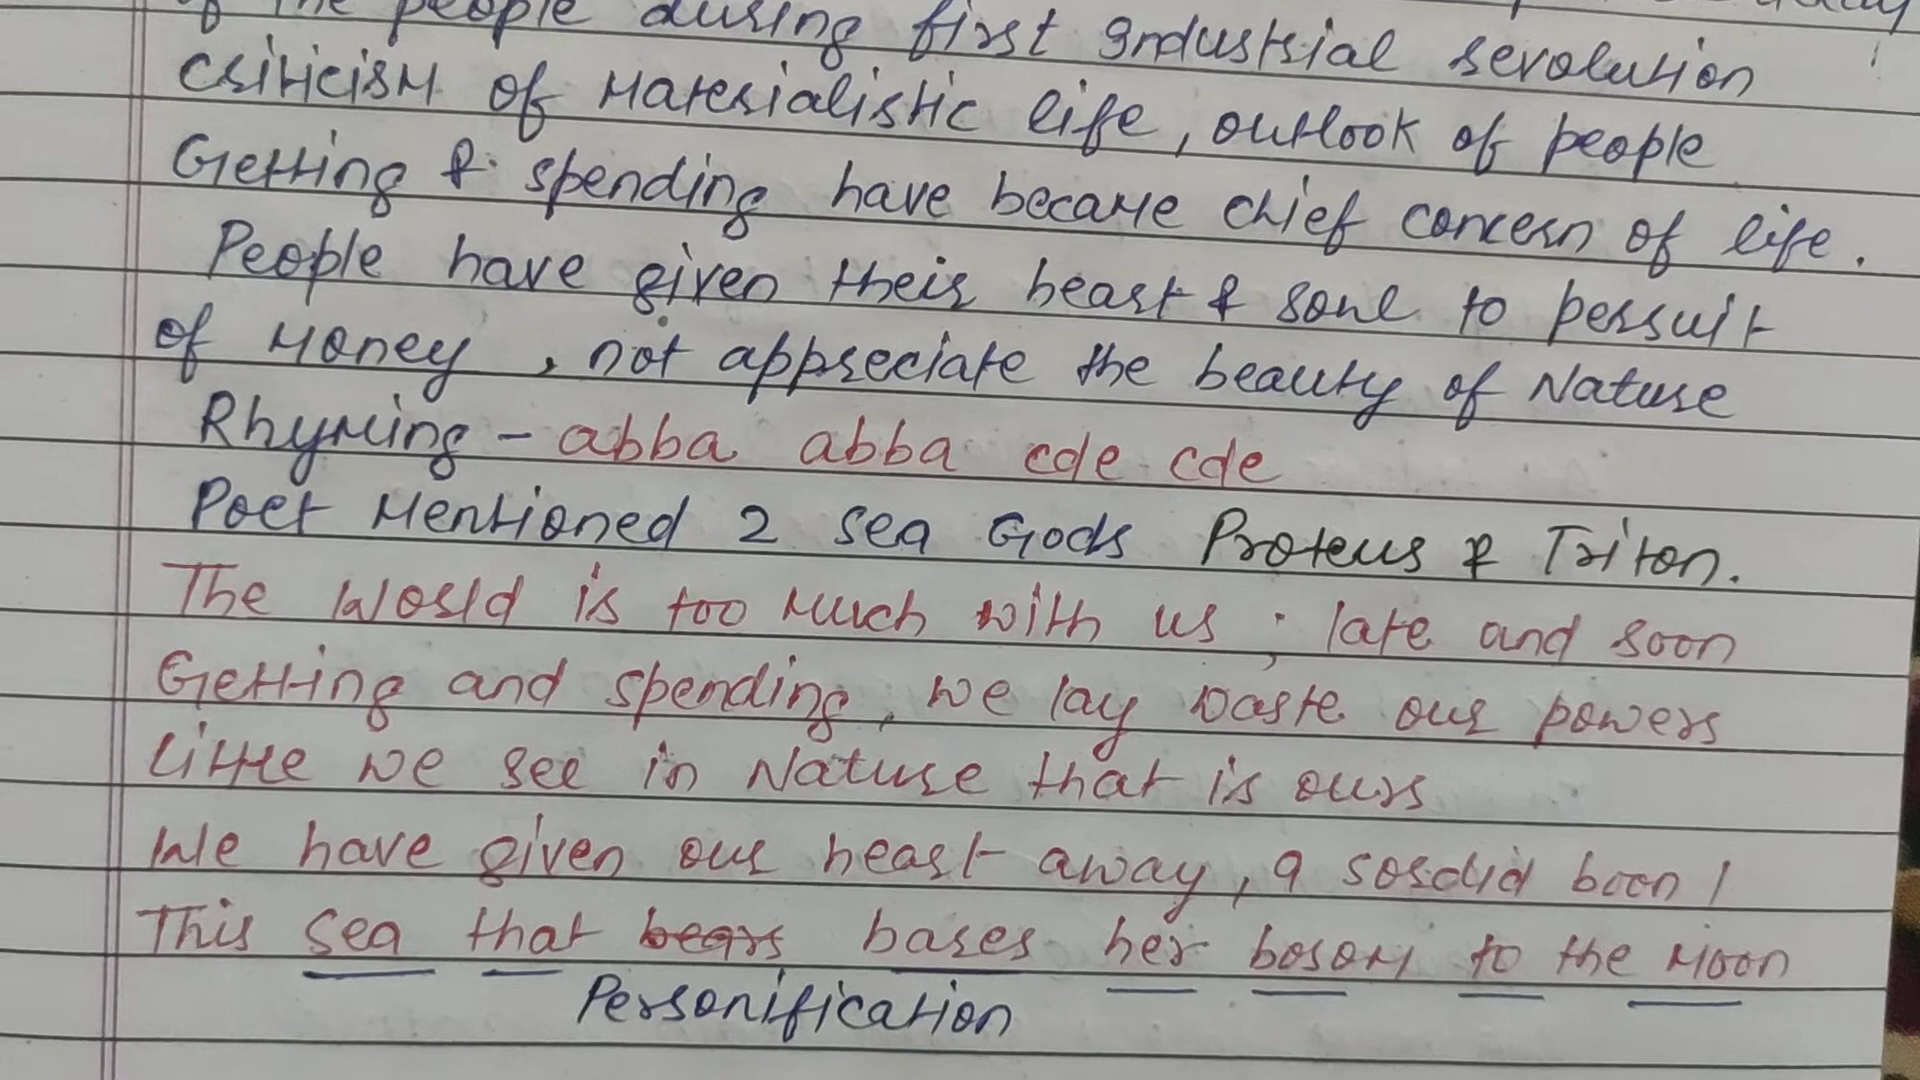 of the people during first Industrial revolution
Criticism of Materialistic life, outlook of people
Getting & spending have became chief concern of life.
People have given their heart & soul to persuit
of Money, not appreciate the beauty of Nature
Rhyming - abba abba cde cde
Poet Mentioned 2 Sea Gods Proteus & Triton.
The World is too Much with us; late and soon
Getting and spending, we lay waste our powers
Little we see in Nature that is ours
We have given our heart away, a sordid boon!
This sea that bears bares her bosom to the Moon
Personification